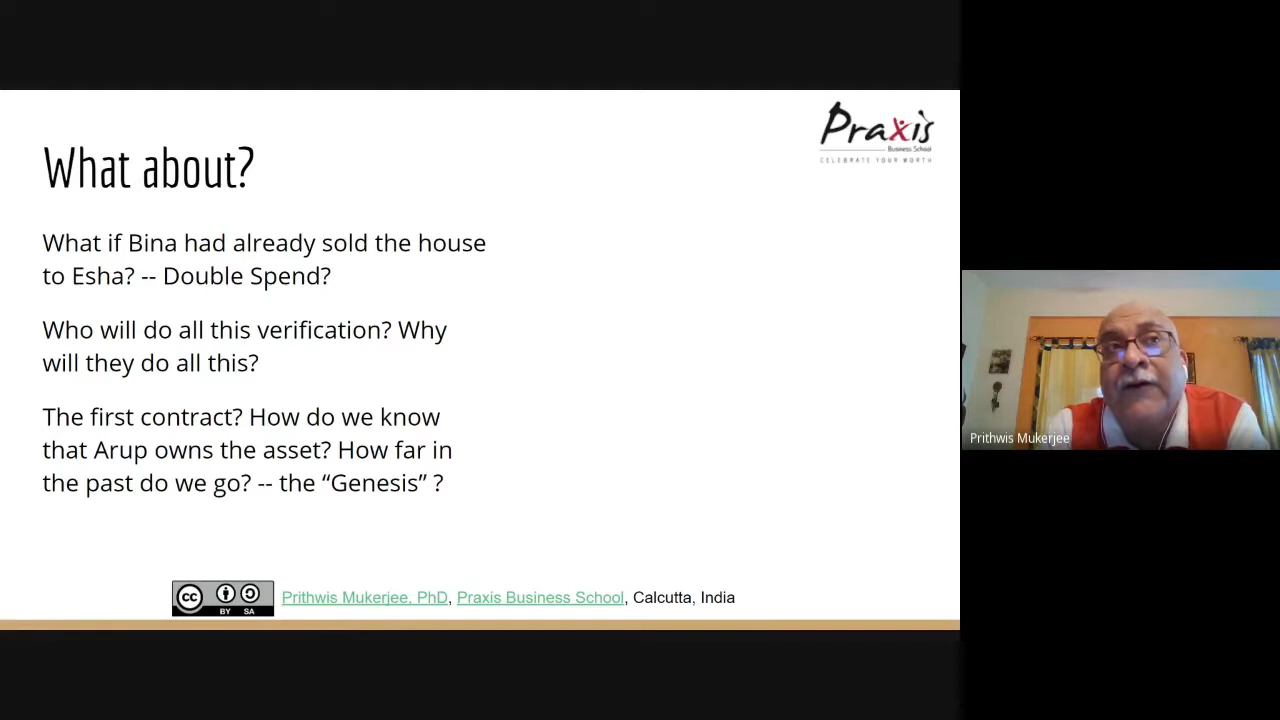 Praxis
Business School
CELEBRATE YOUR WORTH
What about?
What if Bina had already sold the house
to Esha? -- Double Spend?
Who will do all this verification? Why
will they do all this?
The first contract? How do we know
that Arup owns the asset? How far in
the past do we go? -- the “Genesis” ?
cc
BY SA
Prithwis Mukerjee, PhD, Praxis Business School, Calcutta, India
Prithwis Mukerjee